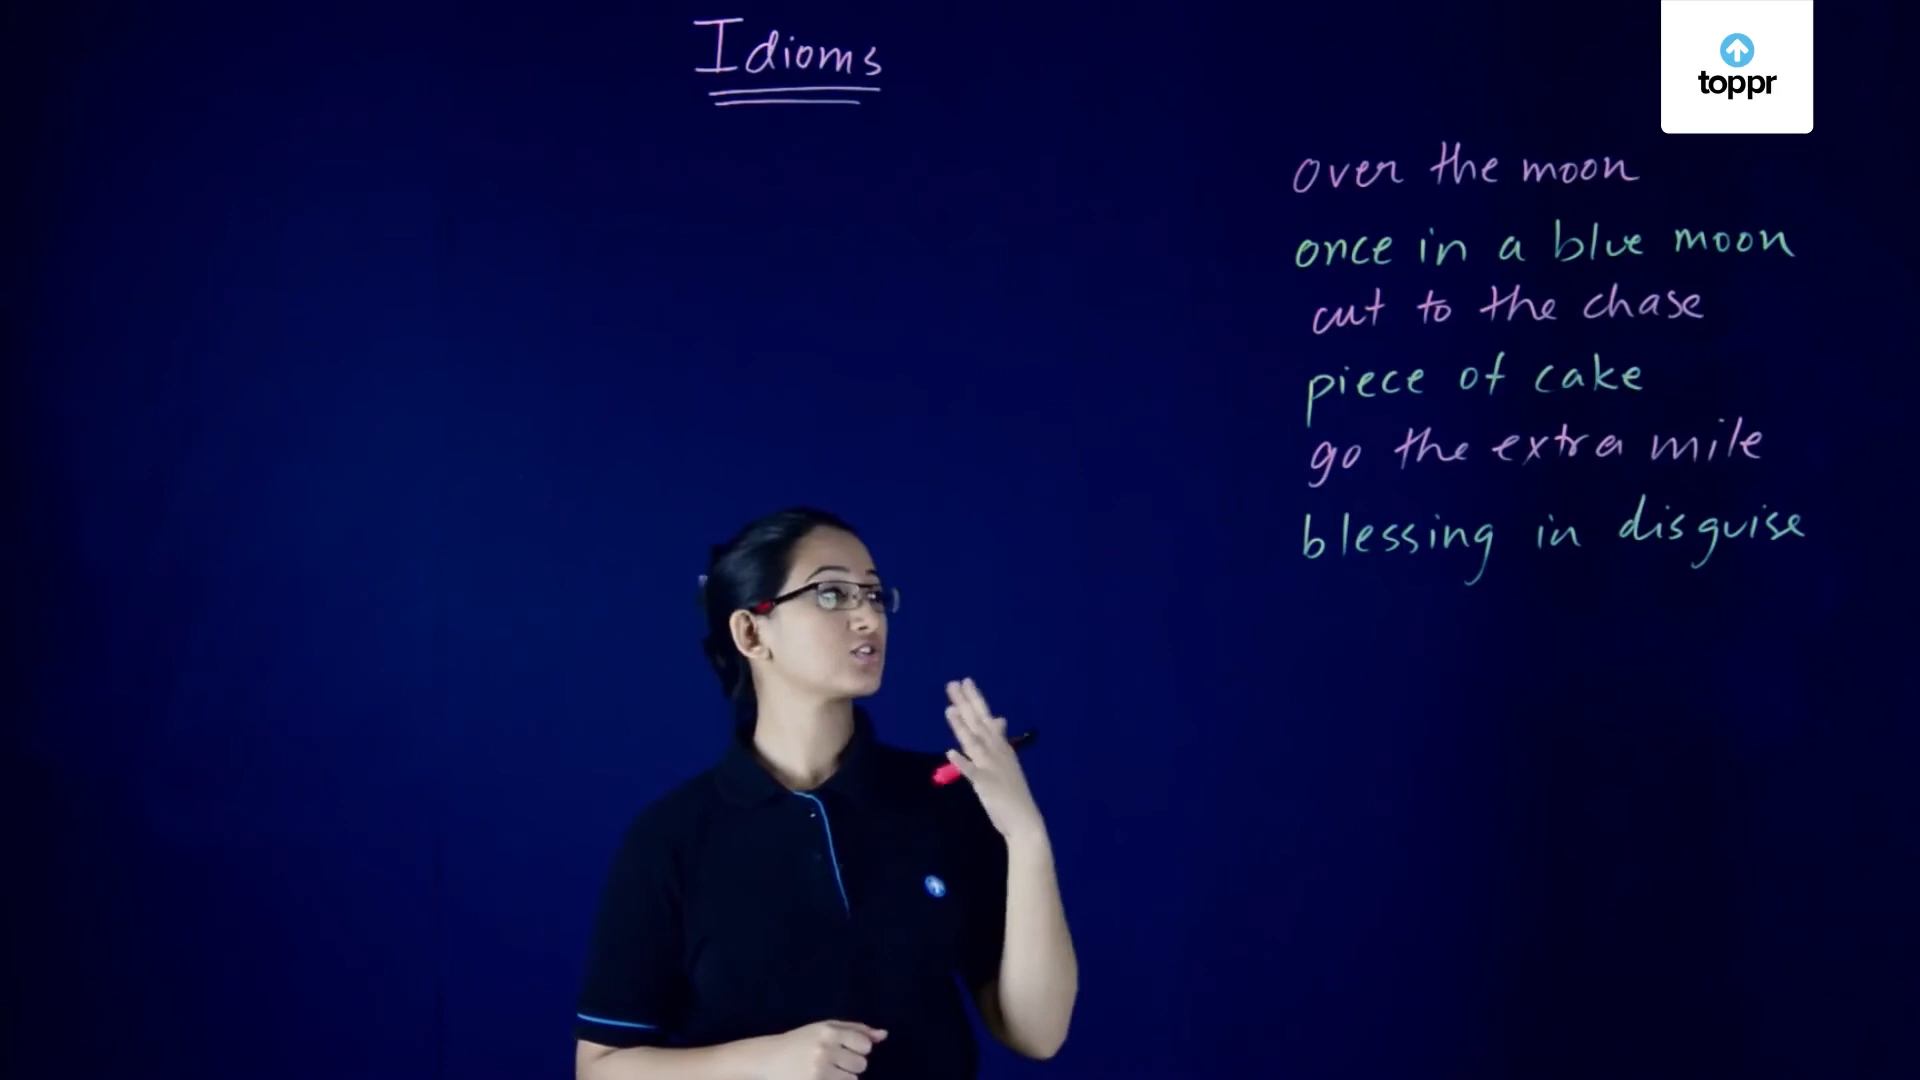 Idioms
toppr
over the moon
once in a blue moon
cut to the chase
piece of cake
go the extra mile
blessing in disguise